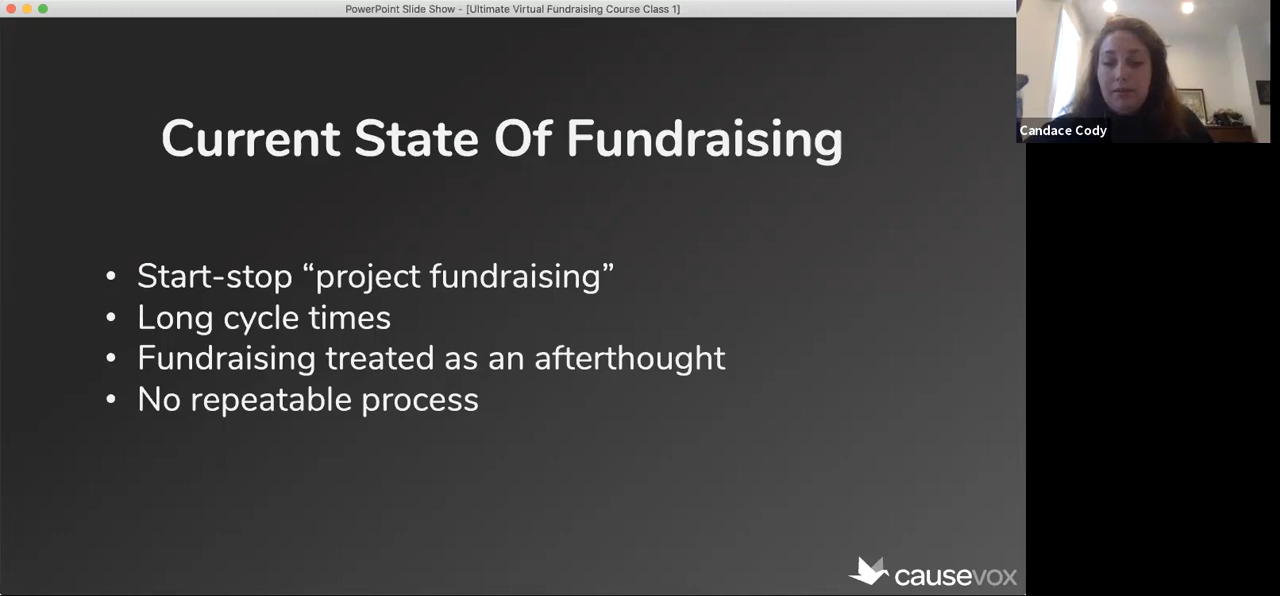 PowerPoint Slide Show - [Ultimate Virtual Fundraising Course Class 1]
Candace Cody
Current State Of Fundraising
• Start-stop “project fundraising”
• Long cycle times
• Fundraising treated as an afterthought
• No repeatable process
causevox